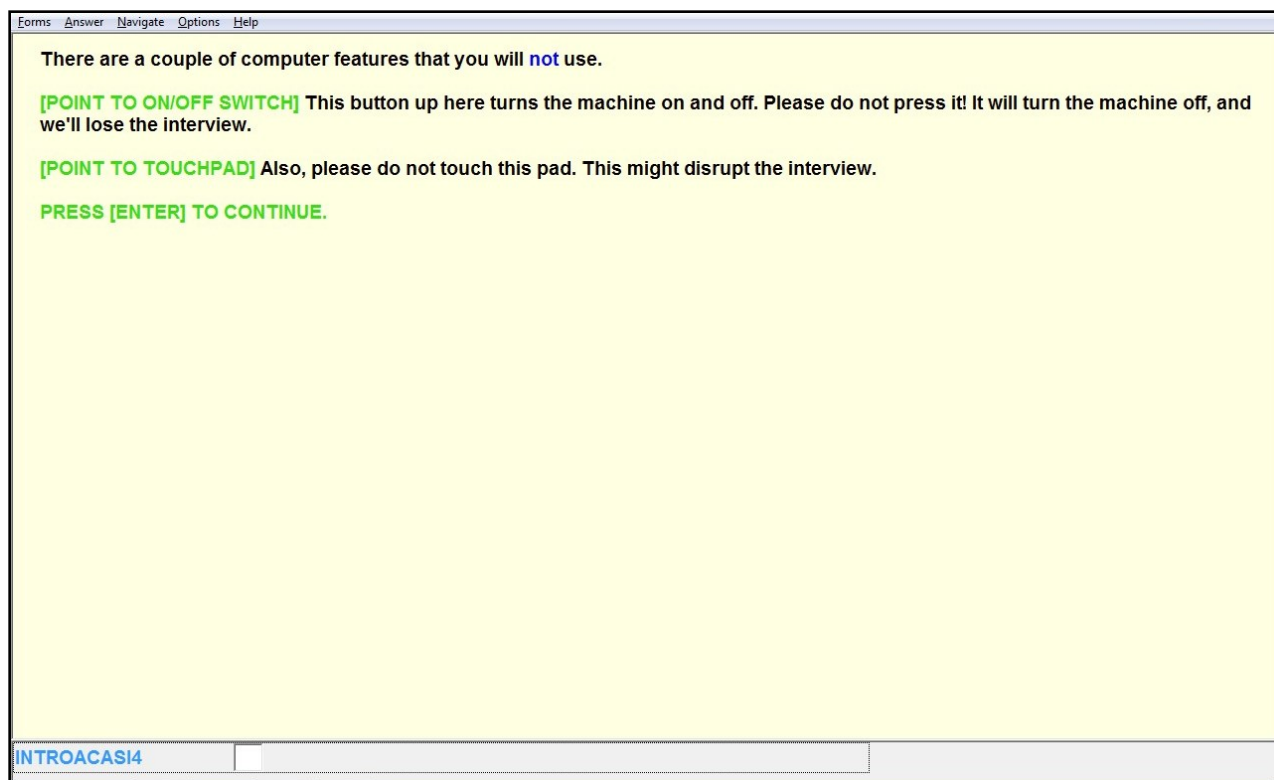 Forms Answer Navigate Options Help
There are a couple of computer features that you will not use.
[POINT TO ON/OFF SWITCH] This button up here turns the machine on and off. Please do not press it! It will turn the machine off, and
we'll lose the interview.
[POINT TO TOUCHPAD] Also, please do not touch this pad. This might disrupt the interview.
PRESS [ENTER] TO CONTINUE.
INTROACASI4